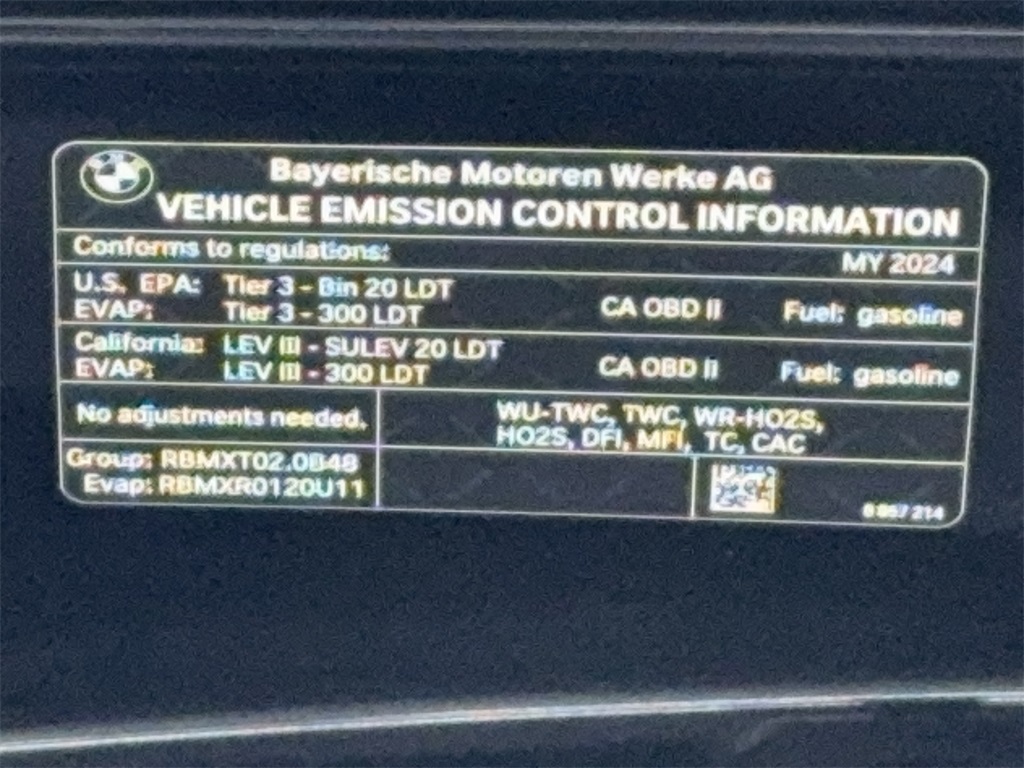 Bayerische Motoren Werke AG
VEHICLE EMISSION CONTROL INFORMATION
Conforms to regulations:
MY 2024
U.S. EPA: Tier 3 - Bin 20 LDT
EVAP: Tier 3 - 300 LDT
CA OBD II Fuel: gasoline
California: LEV III - SULEV 20 LDT
EVAP: LEV III - 300 LDT
CA OBD II Fuel: gasoline
No adjustments needed.
WU-TWC, TWC, WR-HO2S,
HO2S, DFI, MFI, TC, CAC
Group: RBMXT02.0B48
Evap: RBMXR0120U11
214